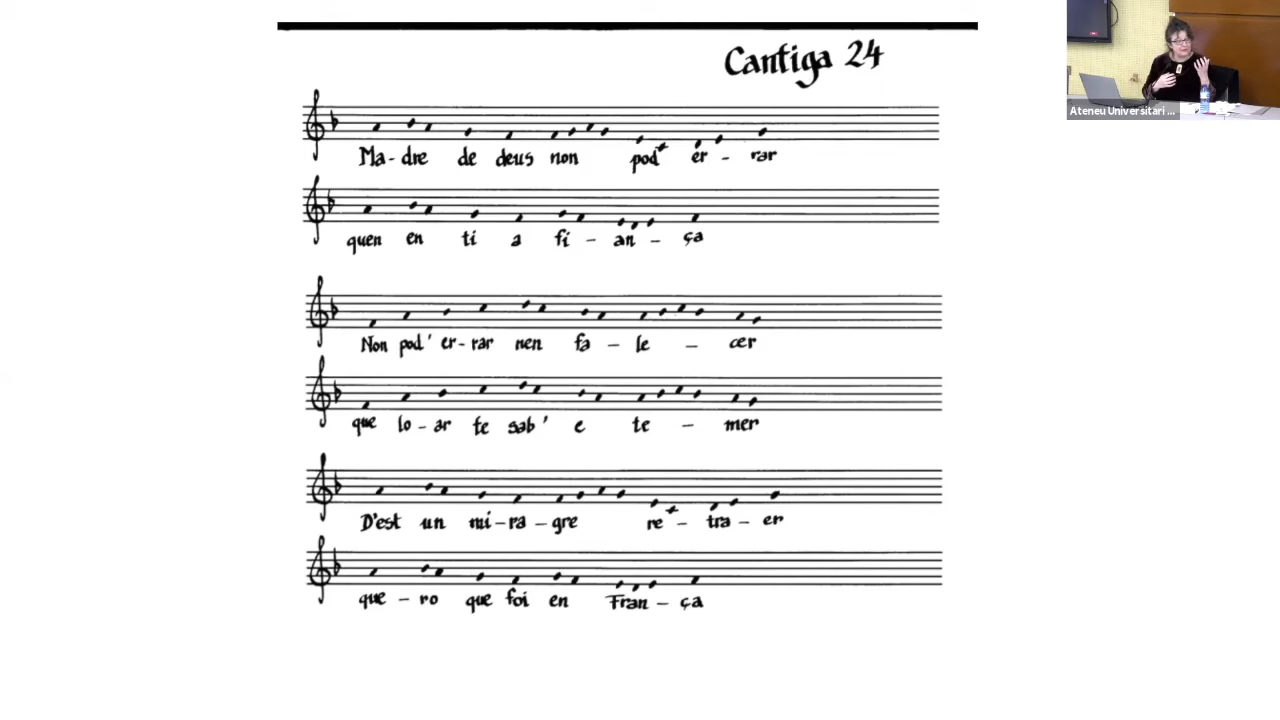 Cantiga 24
Ma-dre de deus non pod' er-rar
quen en ti a fi-an-ça
Non pod' er-rar nen fa-le-cer
que lo-ar te sab' e te-mer
D'est un mi-ra-gre re-tra-er
que-ro que foi en Fran-ça
Ateneu Universitari ...